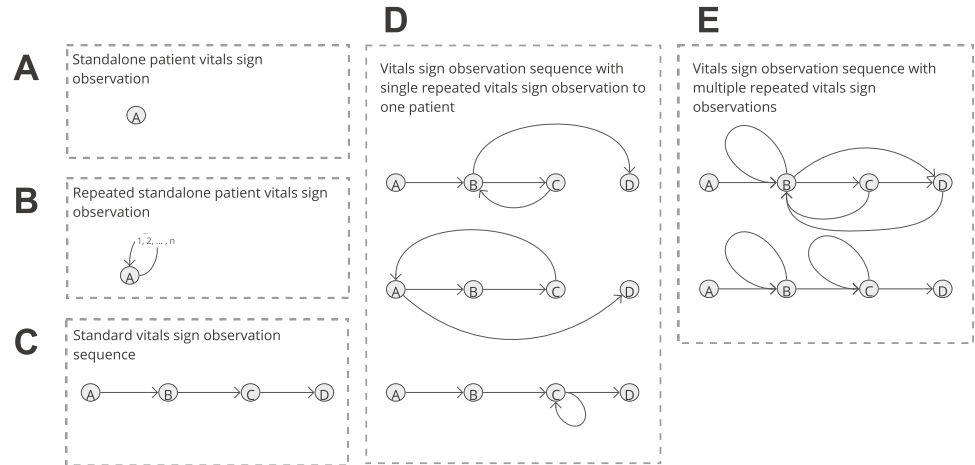 A
Standalone patient vitals sign
observation
A
B
Repeated standalone patient vitals sign
observation
1, 2, ... , n
A
C
Standard vitals sign observation
sequence
A B C D
D
Vitals sign observation sequence with
single repeated vitals sign observation to
one patient
A B C D
A B C D
A B C D
E
Vitals sign observation sequence with
multiple repeated vitals sign
observations
A B C D
A B C D